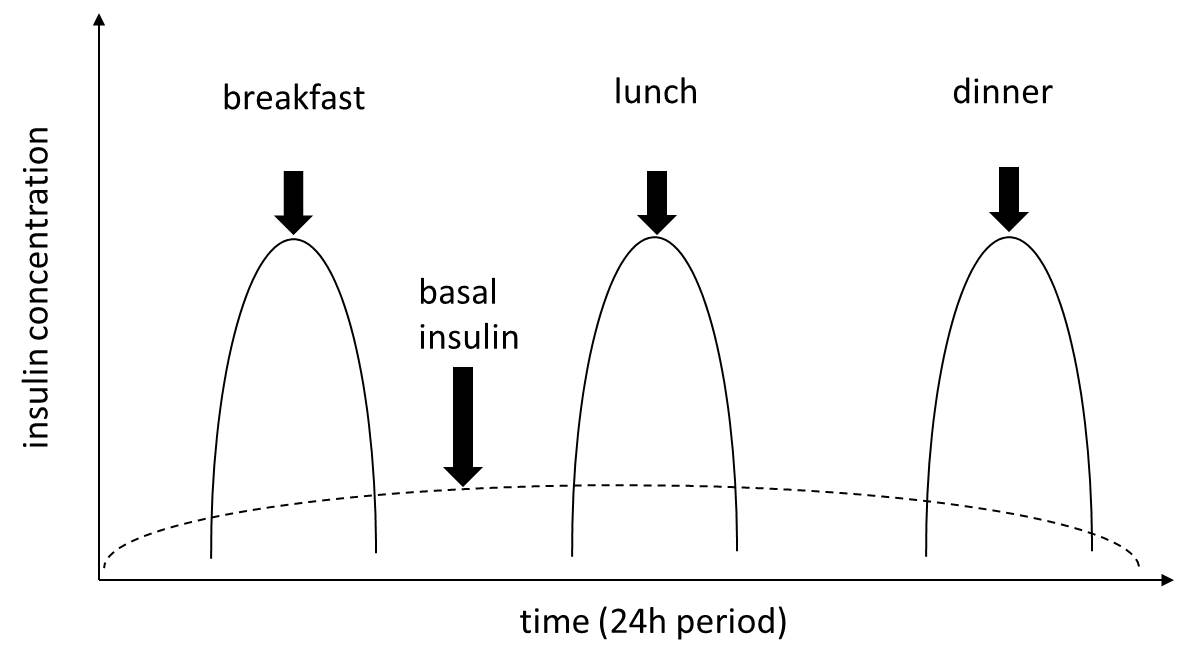 breakfast
lunch
dinner
insulin concentration
basal
insulin
time (24h period)